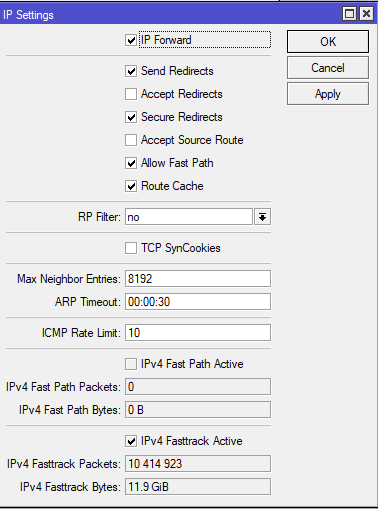 IP Settings
IP Forward
OK
Send Redirects
Cancel
Accept Redirects
Apply
Secure Redirects
Accept Source Route
Allow Fast Path
Route Cache
RP Filter: no
TCP SynCookies
Max Neighbor Entries: 8192
ARP Timeout: 00:00:30
ICMP Rate Limit: 10
IPv4 Fast Path Active
IPv4 Fast Path Packets: 0
IPv4 Fast Path Bytes: 0 B
IPv4 Fasttrack Active
IPv4 Fasttrack Packets: 10 414 923
IPv4 Fasttrack Bytes: 11.9 GiB